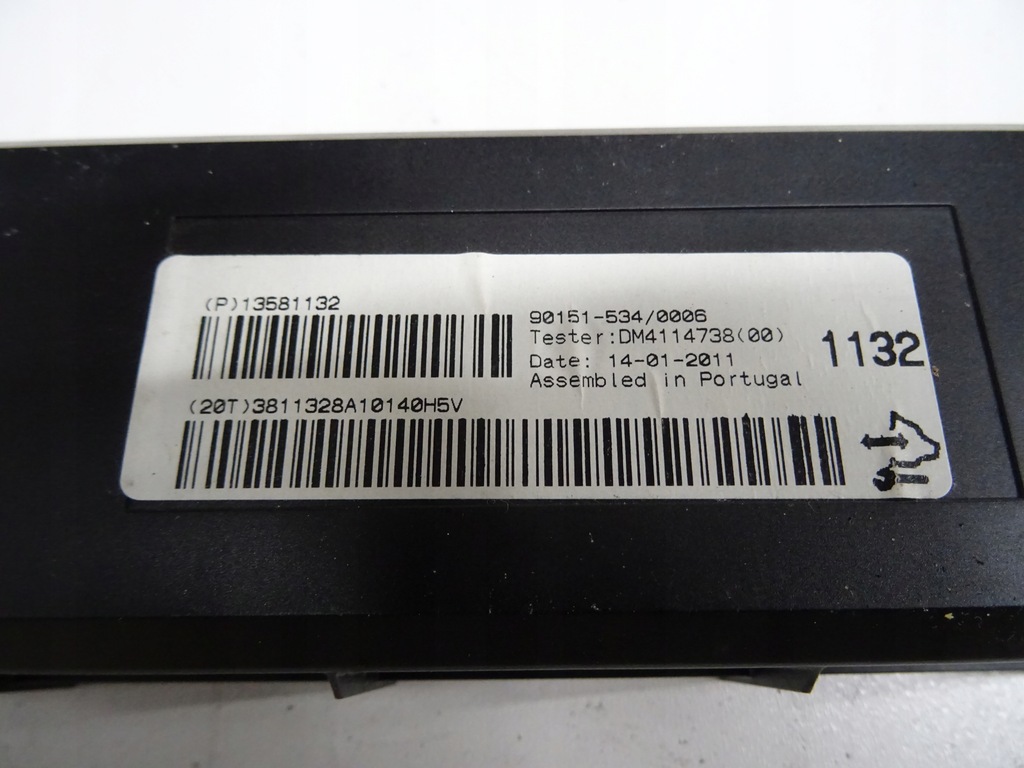 (P)13581132
90151-534/0006
Tester:DM4114738(00)
Date: 14-01-2011
Assembled in Portugal
1132
(20T)3811328A10140H5V